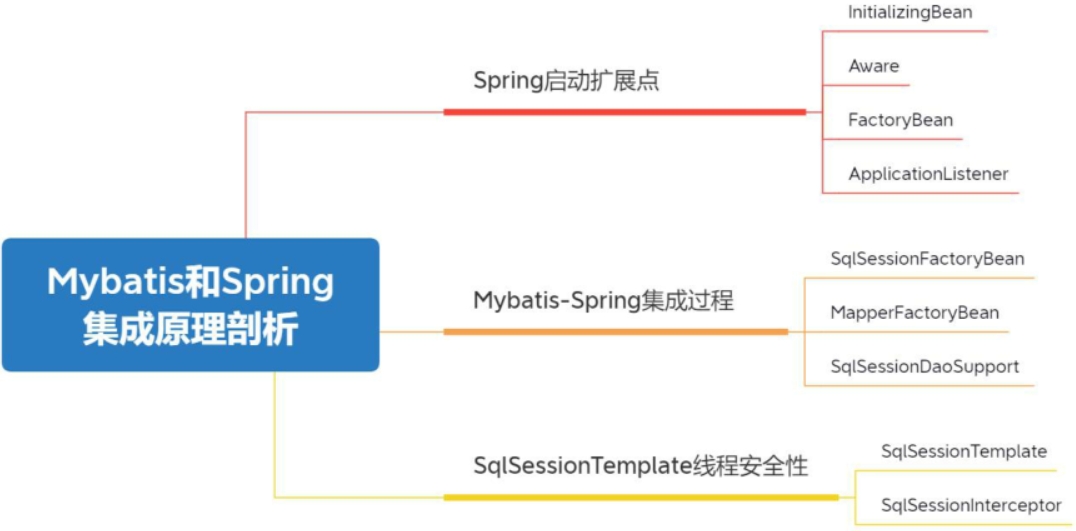 Mybatis和Spring
集成原理剖析
Spring启动扩展点
InitializingBean
Aware
FactoryBean
ApplicationListener
Mybatis-Spring集成过程
SqlSessionFactoryBean
MapperFactoryBean
SqlSessionDaoSupport
SqlSessionTemplate线程安全性
SqlSessionTemplate
SqlSessionInterceptor